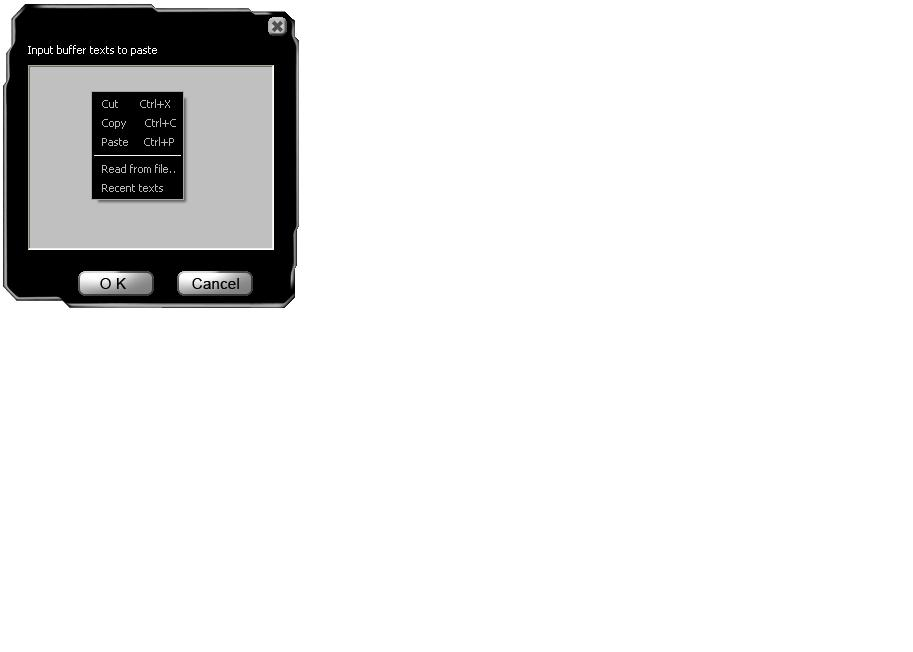 Input buffer texts to paste
Cut Ctrl+X
Copy Ctrl+C
Paste Ctrl+P
Read from file..
Recent texts
O K Cancel